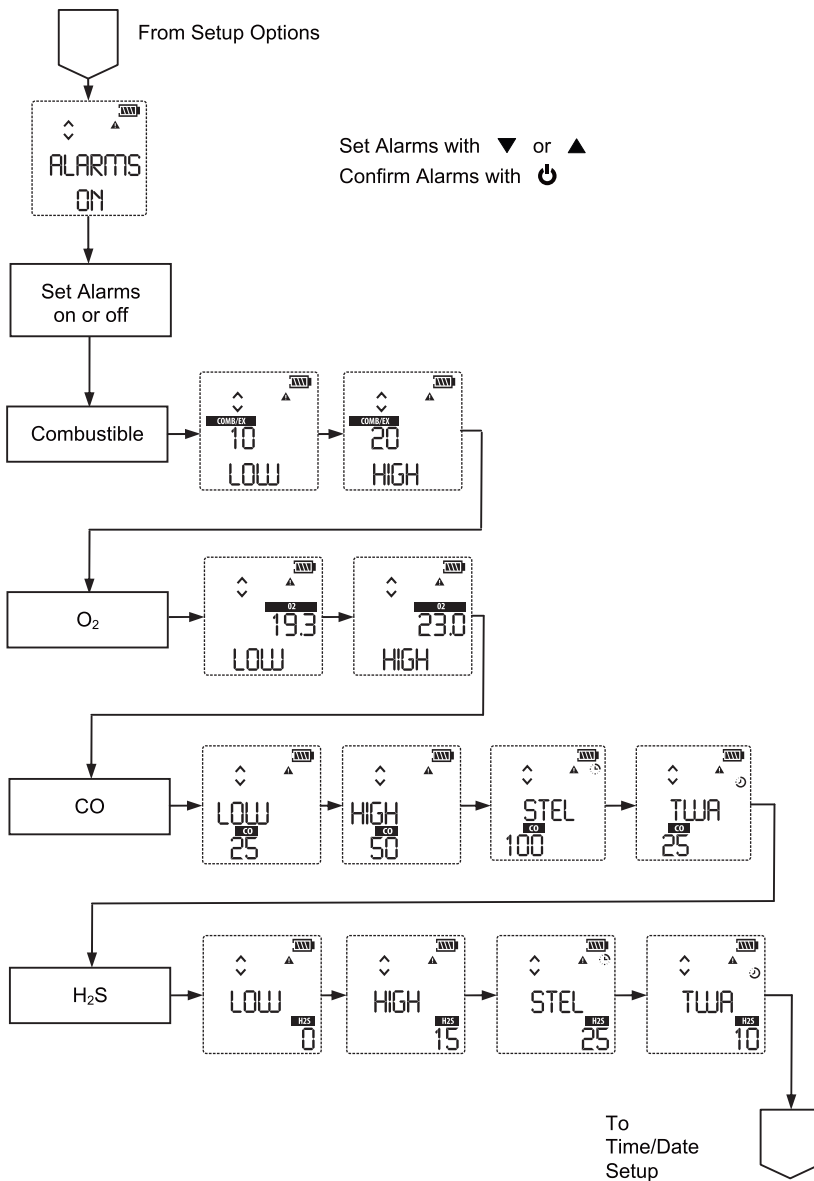 From Setup Options
ALARMS
ON
Set Alarms with ▼ or ▲
Confirm Alarms with ⏻
Set Alarms
on or off
Combustible
COMB/EX
10
LOW
COMB/EX
20
HIGH
O₂
O2
19.3
LOW
O2
23.0
HIGH
CO
LOW
CO
25
HIGH
CO
50
STEL
CO
100
TWA
CO
25
H₂S
LOW
H2S
0
HIGH
H2S
15
STEL
H2S
25
TWA
H2S
10
To
Time/Date
Setup